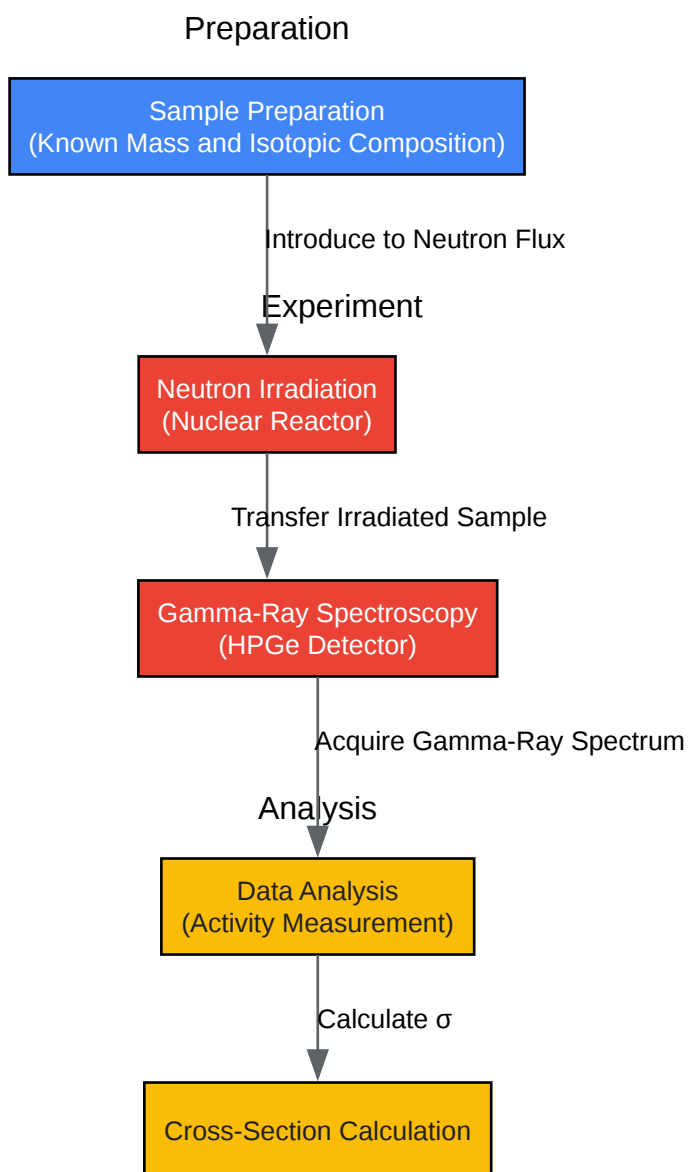 Preparation
Sample Preparation
(Known Mass and Isotopic Composition)
Introduce to Neutron Flux
Experiment
Neutron Irradiation
(Nuclear Reactor)
Transfer Irradiated Sample
Gamma-Ray Spectroscopy
(HPGe Detector)
Acquire Gamma-Ray Spectrum
Analysis
Data Analysis
(Activity Measurement)
Calculate σ
Cross-Section Calculation